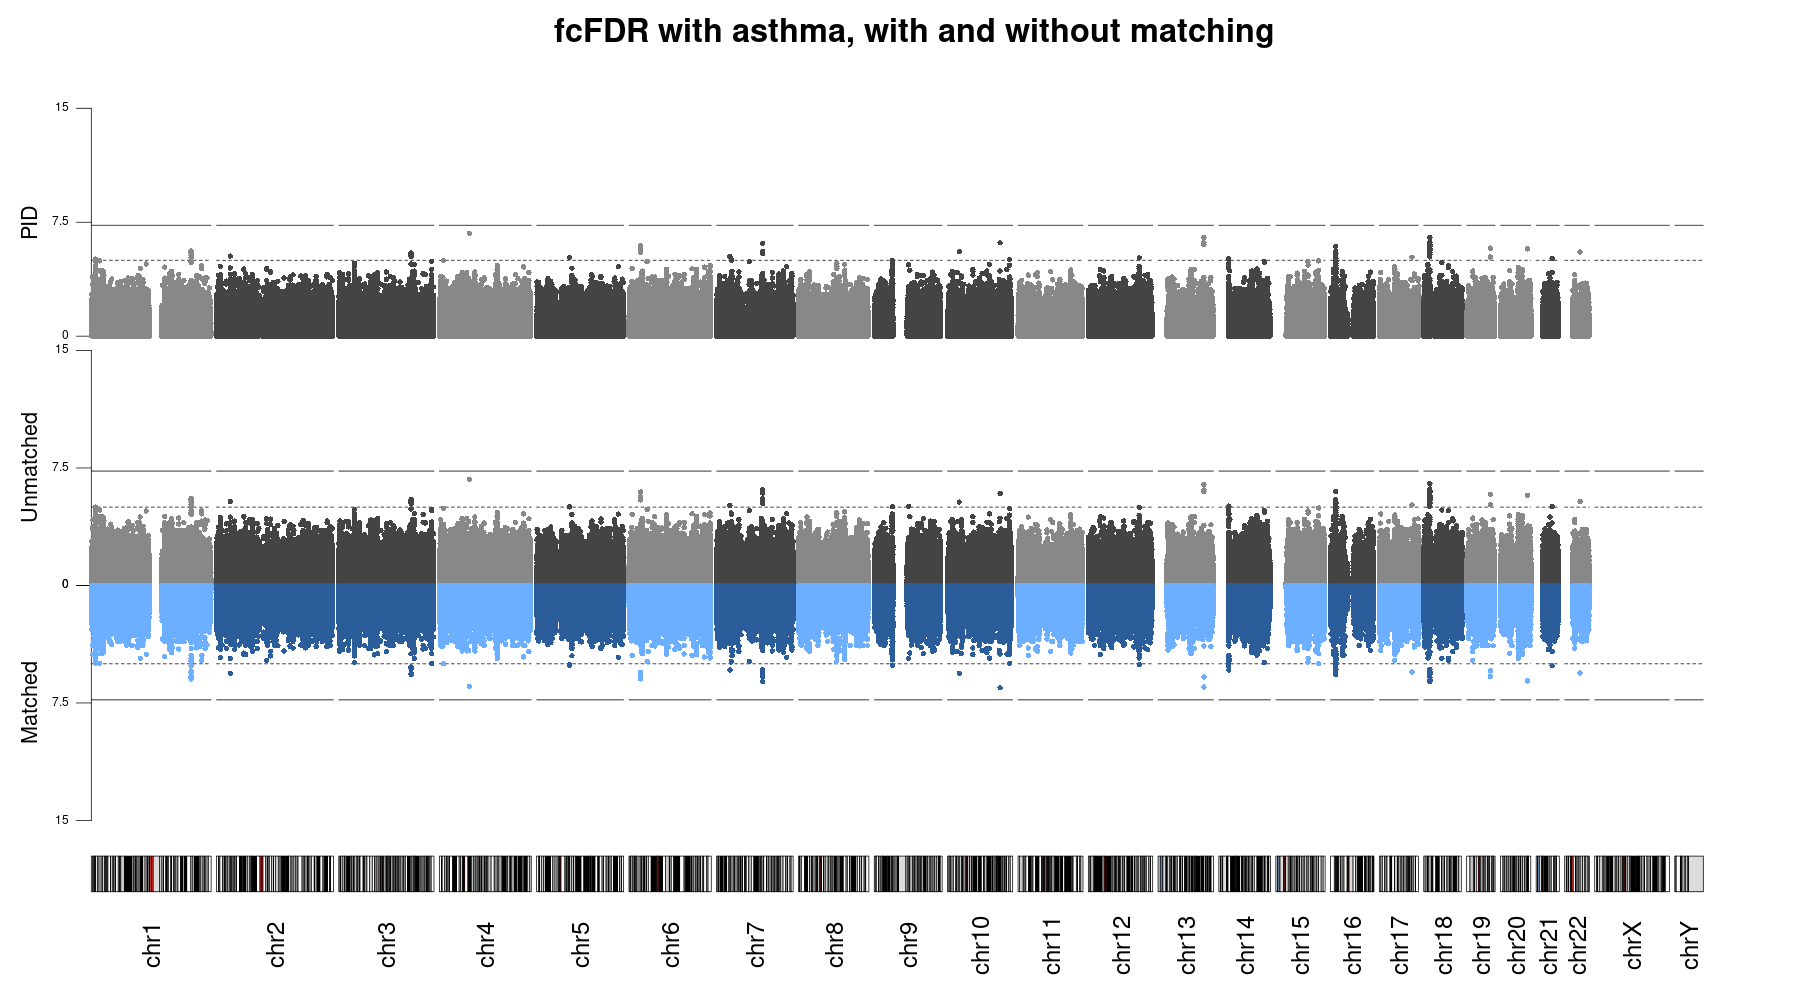 fcFDR with asthma, with and without matching
15
7.5
0
PID
15
7.5
0
Unmatched
7.5
15
Matched
chr1 chr2 chr3 chr4 chr5 chr6 chr7 chr8 chr9 chr10 chr11 chr12 chr13 chr14 chr15 chr16 chr17 chr18 chr19 chr20 chr21 chr22 chrX chrY